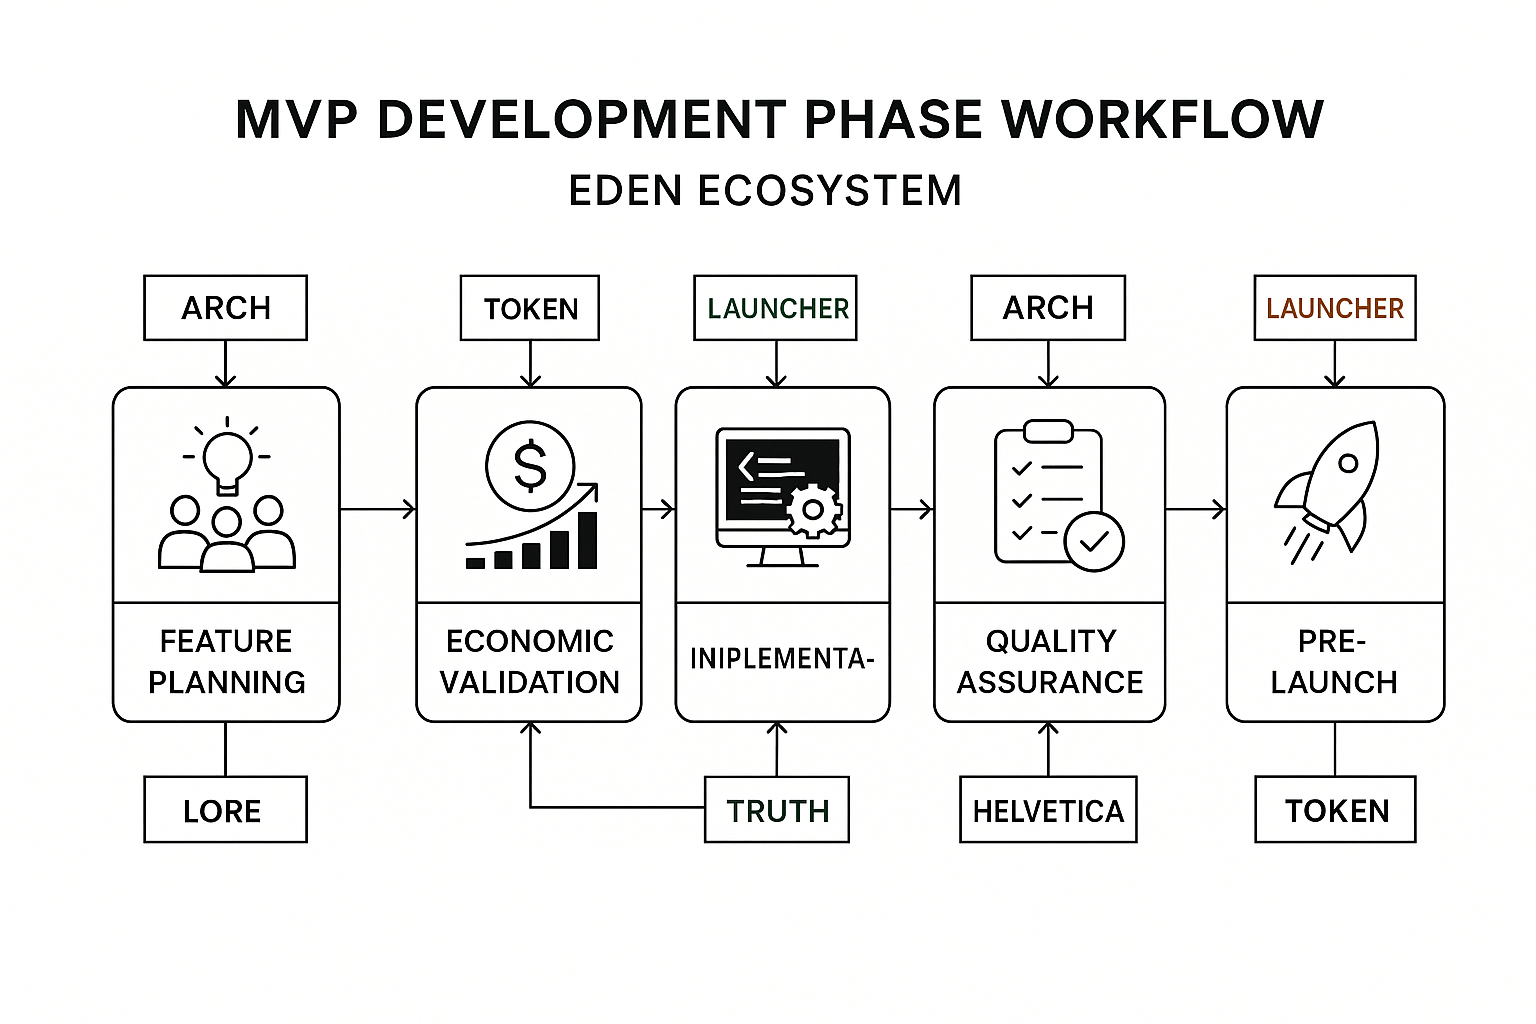 MVP DEVELOPMENT PHASE WORKFLOW
EDEN ECOSYSTEM
ARCH
TOKEN
LAUNCHER
ARCH
LAUNCHER
$
FEATURE
PLANNING
ECONOMIC
VALIDATION
INIPLEMENTA-
QUALITY
ASSURANCE
PRE-
LAUNCH
LORE
TRUTH
HELVETICA
TOKEN